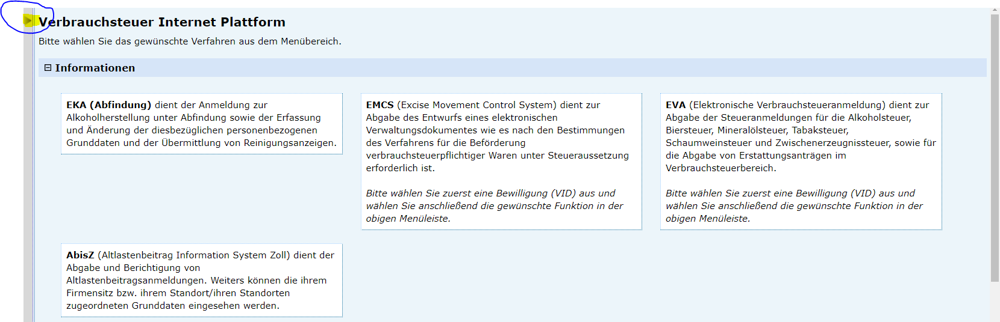 Verbrauchsteuer Internet Plattform
Bitte wählen Sie das gewünschte Verfahren aus dem Menübereich.
Informationen
EKA (Abfindung) dient der Anmeldung zur
Alkoholherstellung unter Abfindung sowie der Erfassung
und Änderung der diesbezüglichen personenbezogenen
Grunddaten und der Übermittlung von Reinigungsanzeigen.
EMCS (Excise Movement Control System) dient zur
Abgabe des Entwurfs eines elektronischen
Verwaltungsdokumentes wie es nach den Bestimmungen
des Verfahrens für die Beförderung
verbrauchsteuerpflichtiger Waren unter Steueraussetzung
erforderlich ist.
Bitte wählen Sie zuerst eine Bewilligung (VID) aus und
wählen Sie anschließend die gewünschte Funktion in der
obigen Menüleiste.
EVA (Elektronische Verbrauchsteueranmeldung) dient zur
Abgabe der Steueranmeldungen für die Alkoholsteuer,
Biersteuer, Mineralölsteuer, Tabaksteuer,
Schaumweinsteuer und Zwischenerzeugnissteuer, sowie für
die Abgabe von Erstattungsanträgen im
Verbrauchsteuerbereich.
Bitte wählen Sie zuerst eine Bewilligung (VID) aus und
wählen Sie anschließend die gewünschte Funktion in der
obigen Menüleiste.
AbisZ (Altlastenbeitrag Information System Zoll) dient der
Abgabe und Berichtigung von
Altlastenbeitragsanmeldungen. Weiters können die ihrem
Firmensitz bzw. ihrem Standort/ihren Standorten
zugeordneten Grunddaten eingesehen werden.